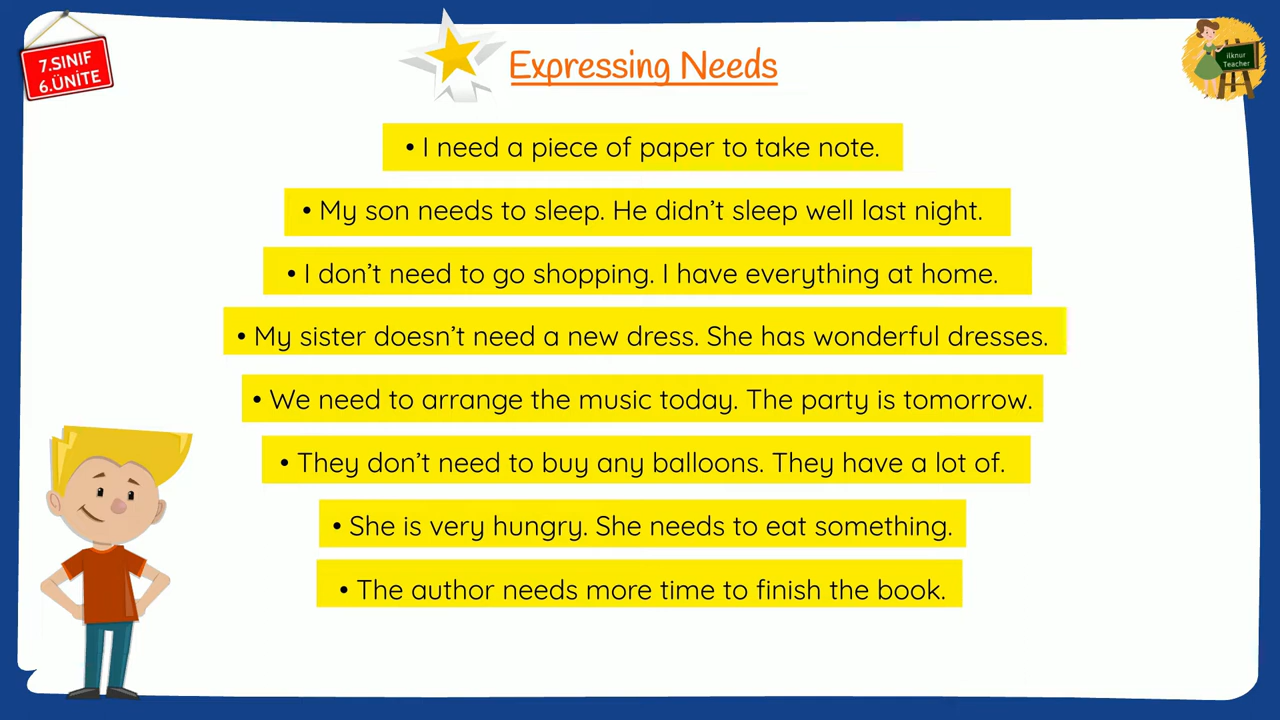 7.SINIF
6.ÜNİTE
Expressing Needs
ilknur
Teacher
• I need a piece of paper to take note.
• My son needs to sleep. He didn’t sleep well last night.
• I don’t need to go shopping. I have everything at home.
• My sister doesn’t need a new dress. She has wonderful dresses.
• We need to arrange the music today. The party is tomorrow.
• They don’t need to buy any balloons. They have a lot of.
• She is very hungry. She needs to eat something.
• The author needs more time to finish the book.